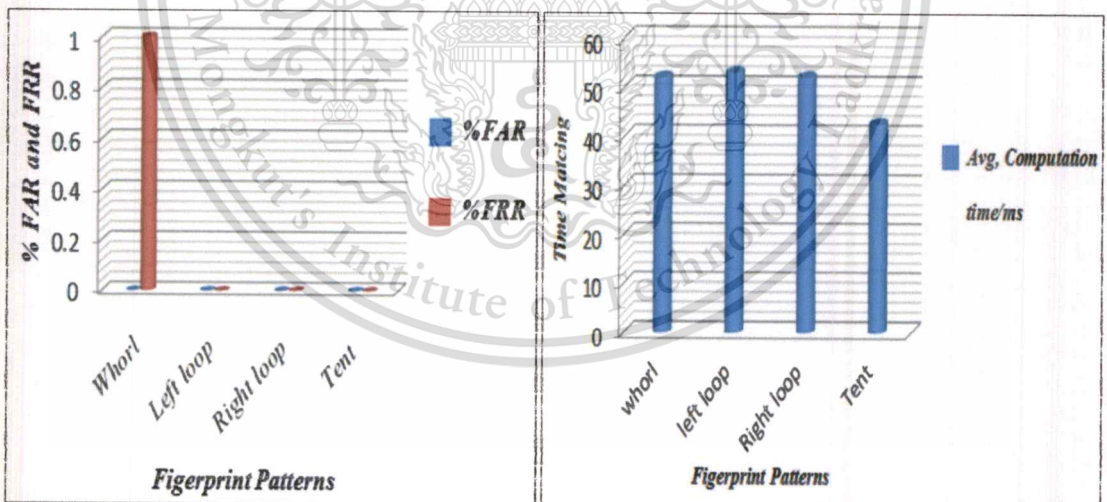 1
0.8
0.6
0.4
0.2
0
% FAR and FRR
Whorl
Left loop
Right loop
Tent
Figerprint Patterns
%FAR
%FRR
60
50
40
30
20
10
0
Time Matcing
whorl
left loop
Right loop
Tent
Figerprint Patterns
Avg, Computation
time/ms
Mongkut's Institute of Technology Ladkra